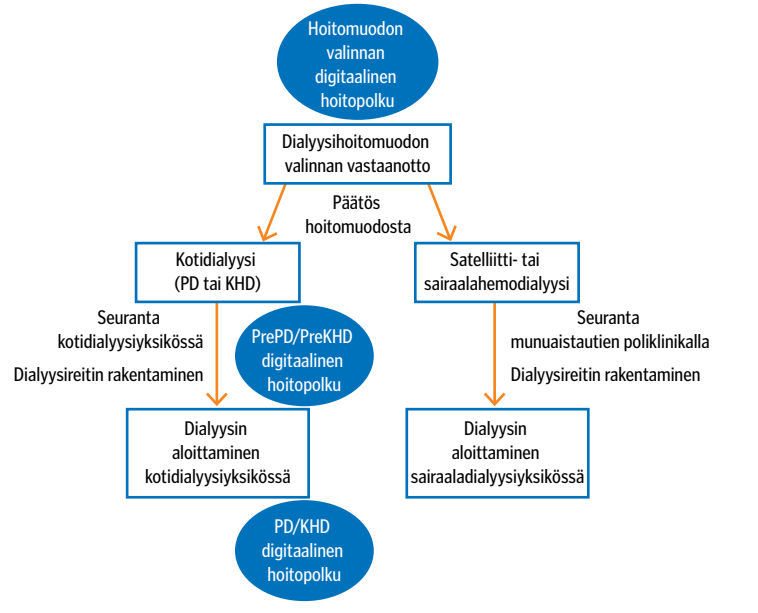 Hoitomuodon
valinnan
digitaalinen
hoitopolku
Dialyysihoitomuodon
valinnan vastaanotto
Päätös
hoitomuodosta
Kotidialyysi
(PD tai KHD)
Satelliitti- tai
sairaalahemodialyysi
Seuranta
kotidialyysiyksikössä
Dialyysireitin rakentaminen
PrePD/PreKHD
digitaalinen
hoitopolku
Seuranta
munuaistautien poliklinikalla
Dialyysireitin rakentaminen
Dialyysin
aloittaminen
kotidialyysiyksikössä
Dialyysin
aloittaminen
sairaaladialyysiyksikössä
PD/KHD
digitaalinen
hoitopolku